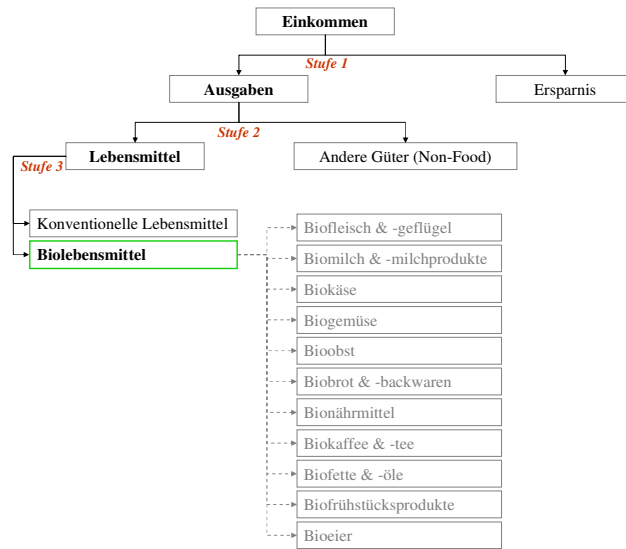 Einkommen
Stufe 1
Ausgaben
Ersparnis
Stufe 2
Lebensmittel
Andere Güter (Non-Food)
Stufe 3
Konventionelle Lebensmittel
Biolebensmittel
Biofleisch & -geflügel
Biomilch & -milchprodukte
Biokäse
Biogemüse
Bioobst
Biobrot & -backwaren
Bionährmittel
Biokaffee & -tee
Biofette & -öle
Biofrühstücksprodukte
Bioeier